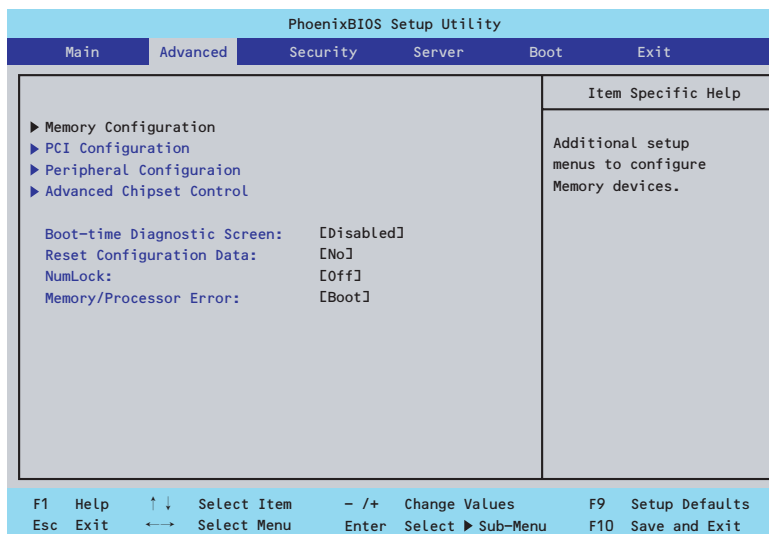 PhoenixBIOS Setup Utility
Main Advanced Security Server Boot Exit
Item Specific Help
▶ Memory Configuration
▶ PCI Configuration
▶ Peripheral Configuraion
▶ Advanced Chipset Control
Additional setup
menus to configure
Memory devices.
Boot-time Diagnostic Screen: [Disabled]
Reset Configuration Data: [No]
NumLock: [Off]
Memory/Processor Error: [Boot]
F1 Help ↑↓ Select Item - /+ Change Values F9 Setup Defaults
Esc Exit ←→ Select Menu Enter Select ▶ Sub-Menu F10 Save and Exit